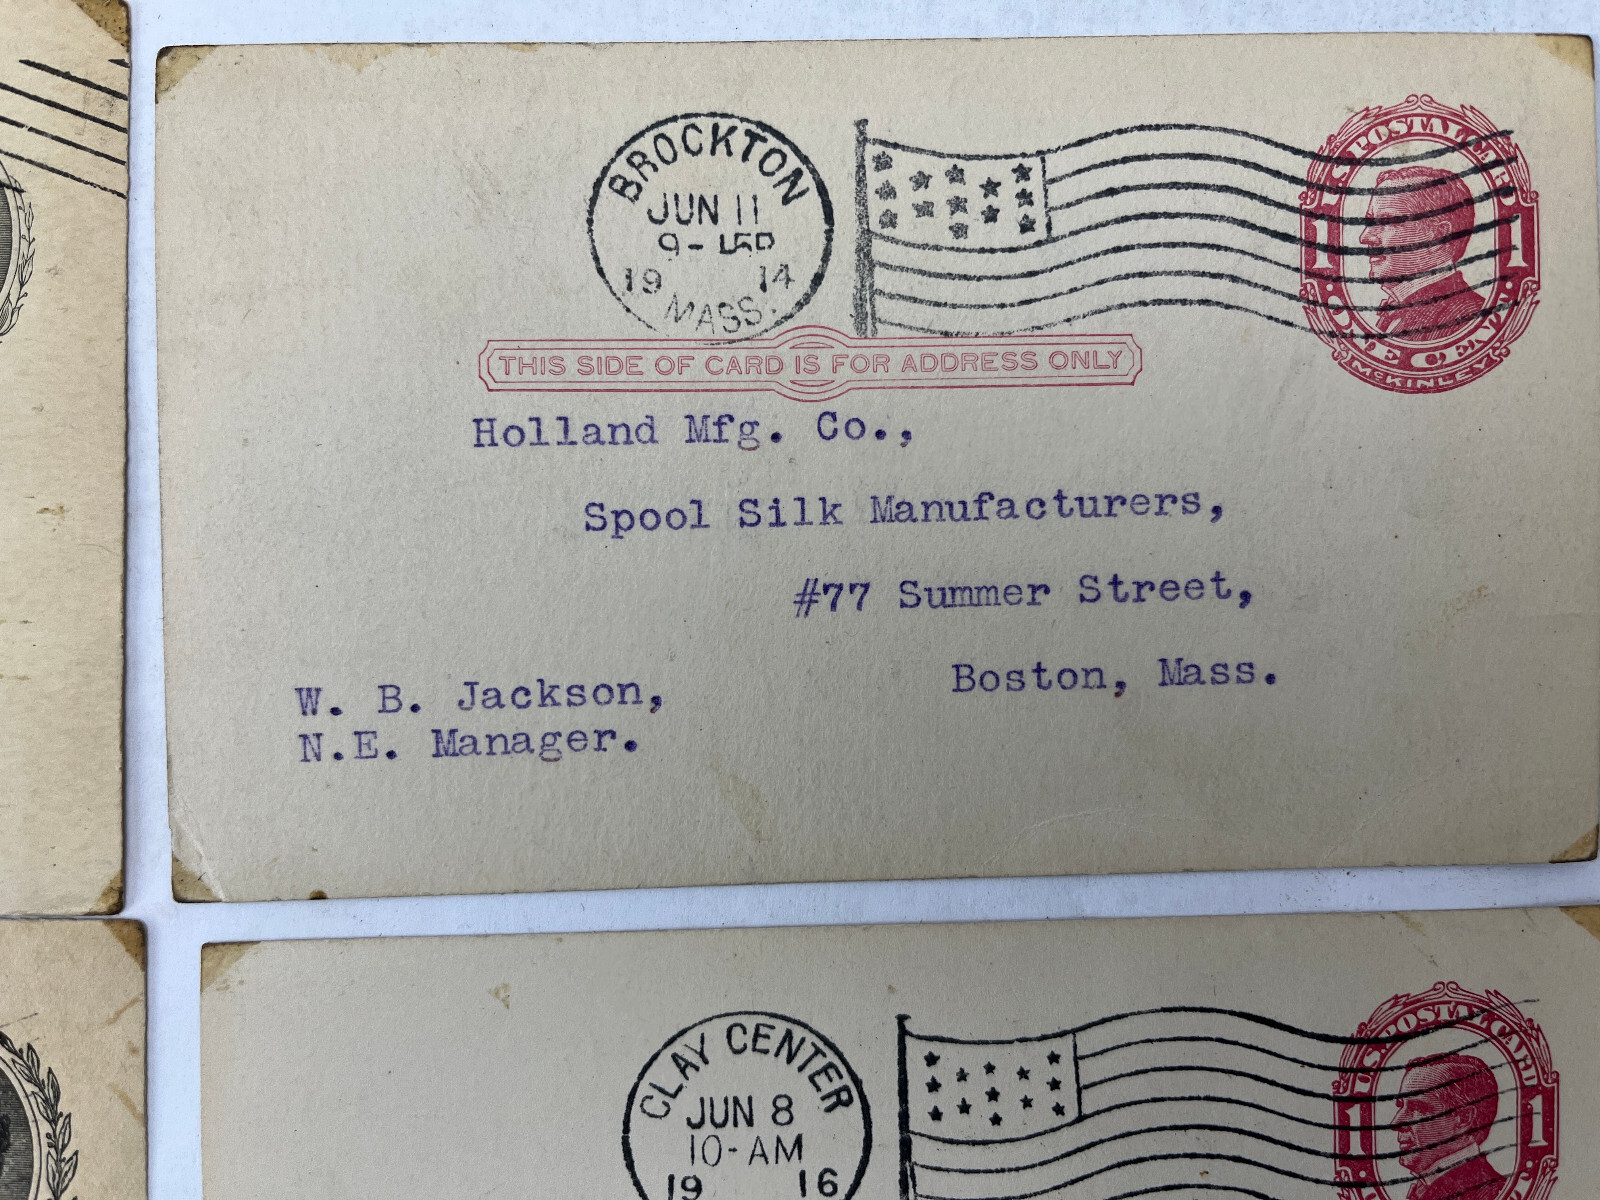 BROCKTON
JUN 11
9-
19 14
MASS.
U.S. POSTAL CARD
1 1
· ONE CENT ·
McKINLEY
THIS SIDE OF CARD IS FOR ADDRESS ONLY
Holland Mfg. Co.,
Spool Silk Manufacturers,
#77 Summer Street,
Boston, Mass.
W. B. Jackson,
N.E. Manager.
CLAY CENTER
JUN 8
10-AM
19 16
U.S. POSTAL CARD
1 1